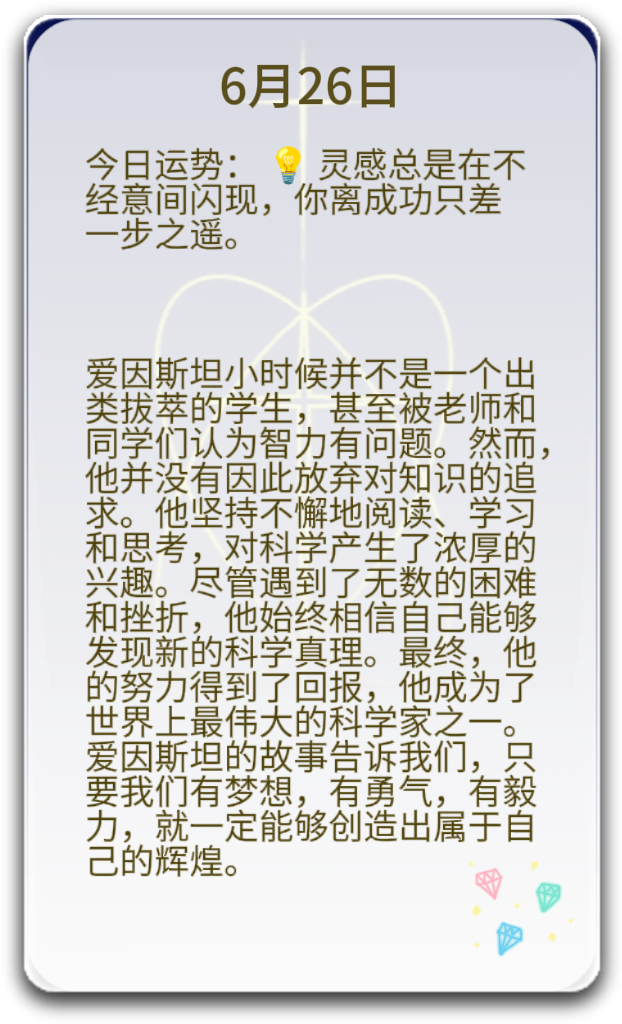 6月26日
今日运势： 💡 灵感总是在不
经意间闪现，你离成功只差
一步之遥。
爱因斯坦小时候并不是一个出
类拔萃的学生，甚至被老师和
同学们认为智力有问题。然而，
他并没有因此放弃对知识的追
求。他坚持不懈地阅读、学习
和思考，对科学产生了浓厚的
兴趣。尽管遇到了无数的困难
和挫折，他始终相信自己能够
发现新的科学真理。最终，他
的努力得到了回报，他成为了
世界上最伟大的科学家之一。
爱因斯坦的故事告诉我们，只
要我们有梦想，有勇气，有毅
力，就一定能够创造出属于自
己的辉煌。